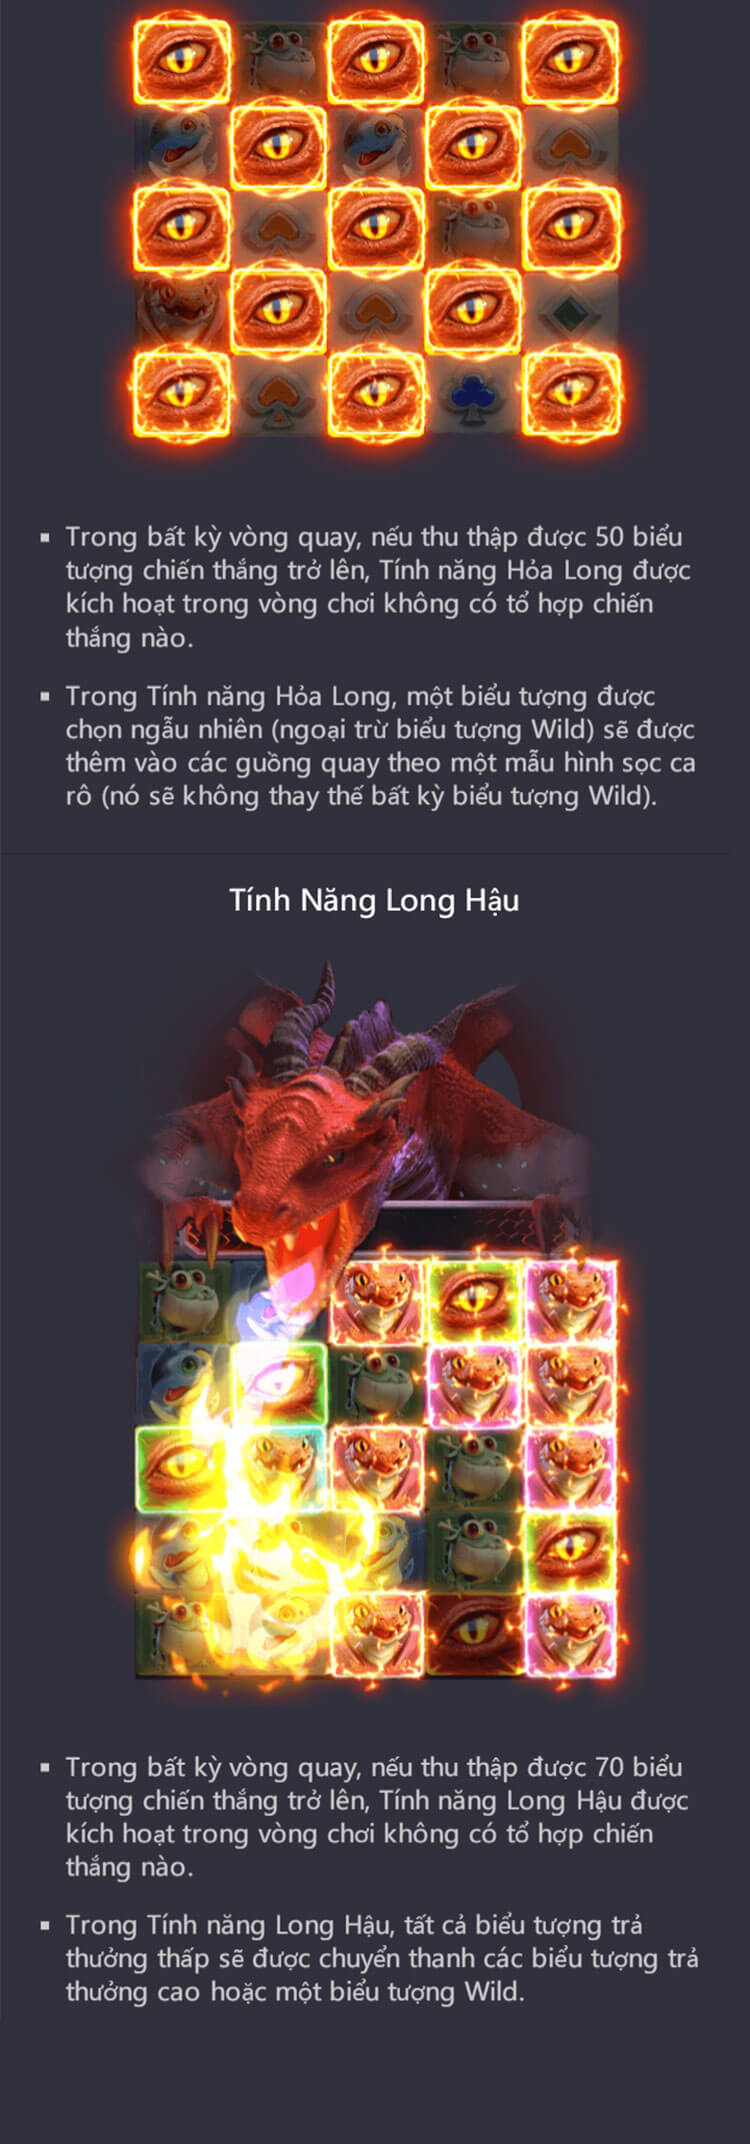 ▪ Trong bất kỳ vòng quay, nếu thu thập được 50 biểu
tượng chiến thắng trở lên, Tính năng Hỏa Long được
kích hoạt trong vòng chơi không có tổ hợp chiến
thắng nào.
▪ Trong Tính năng Hỏa Long, một biểu tượng được
chọn ngẫu nhiên (ngoại trừ biểu tượng Wild) sẽ được
thêm vào các guồng quay theo một mẫu hình sọc ca
rô (nó sẽ không thay thế bất kỳ biểu tượng Wild).
Tính Năng Long Hậu
▪ Trong bất kỳ vòng quay, nếu thu thập được 70 biểu
tượng chiến thắng trở lên, Tính năng Long Hậu được
kích hoạt trong vòng chơi không có tổ hợp chiến
thắng nào.
▪ Trong Tính năng Long Hậu, tất cả biểu tượng trả
thưởng thấp sẽ được chuyển thanh các biểu tượng trả
thưởng cao hoặc một biểu tượng Wild.